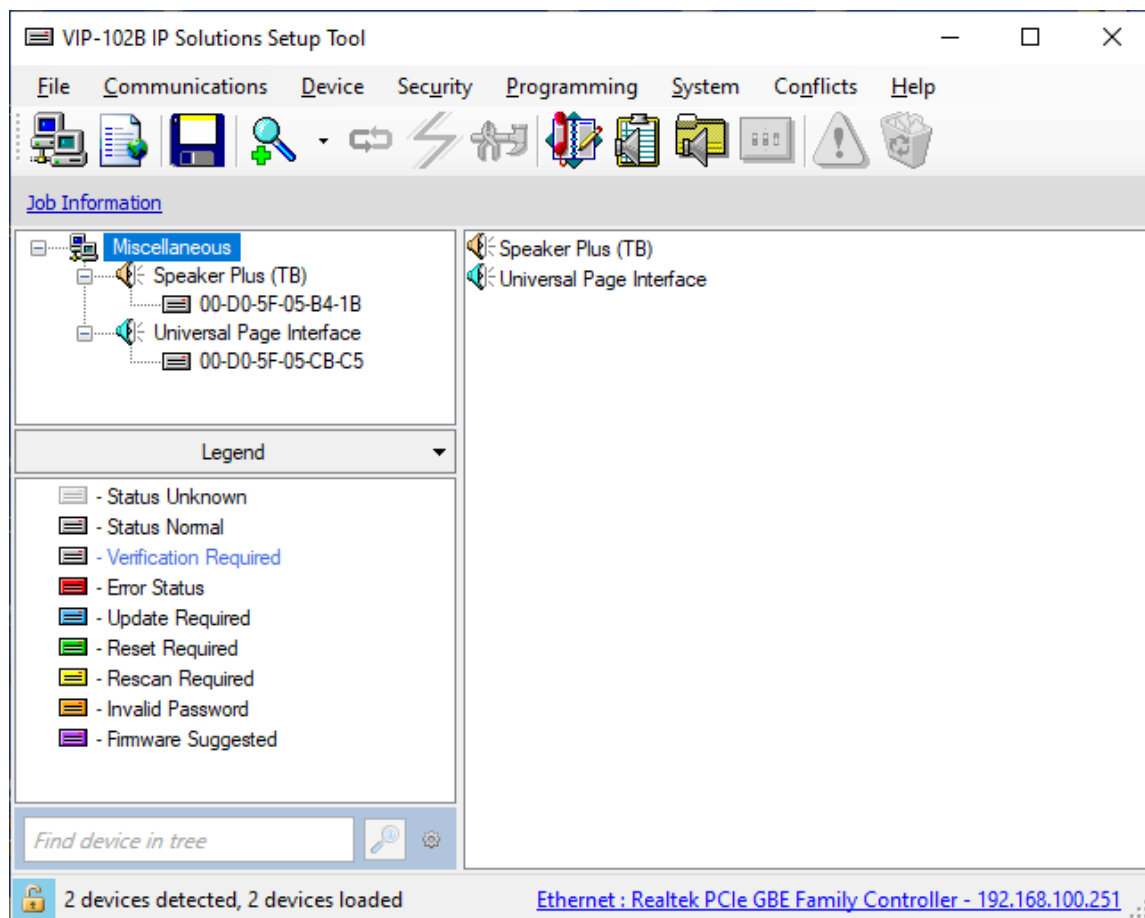 VIP-102B IP Solutions Setup Tool
File Communications Device Security Programming System Conflicts Help
Job Information
Miscellaneous
Speaker Plus (TB)
00-D0-5F-05-B4-1B
Universal Page Interface
00-D0-5F-05-CB-C5
Speaker Plus (TB)
Universal Page Interface
Legend
- Status Unknown
- Status Normal
- Verification Required
- Error Status
- Update Required
- Reset Required
- Rescan Required
- Invalid Password
- Firmware Suggested
Find device in tree
2 devices detected, 2 devices loaded
Ethernet : Realtek PCIe GBE Family Controller - 192.168.100.251